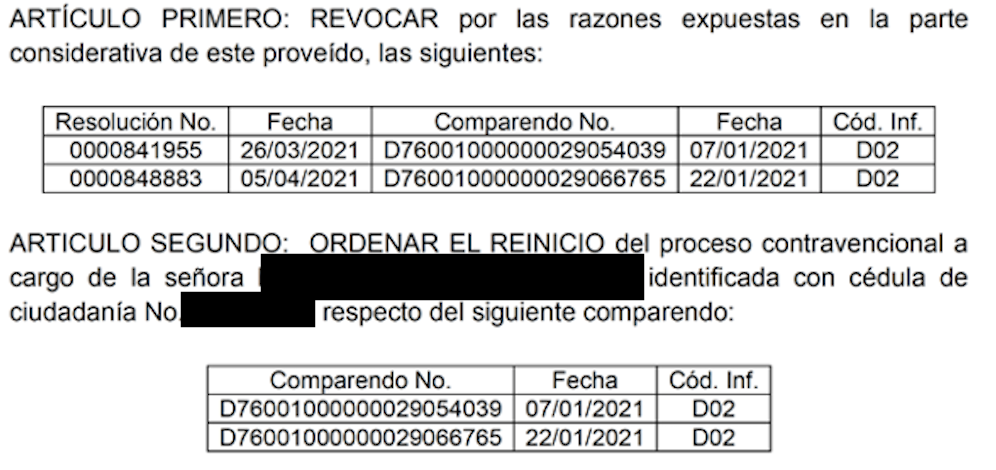 ARTÍCULO PRIMERO: REVOCAR por las razones expuestas en la parte
considerativa de este proveído, las siguientes:
Resolución No. Fecha Comparendo No. Fecha Cód. Inf.
0000841955 26/03/2021 D76001000000029054039 07/01/2021 D02
0000848883 05/04/2021 D76001000000029066765 22/01/2021 D02
ARTICULO SEGUNDO: ORDENAR EL REINICIO del proceso contravencional a
cargo de la señora identificada con cédula de
ciudadanía No. respecto del siguiente comparendo:
Comparendo No. Fecha Cód. Inf.
D76001000000029054039 07/01/2021 D02
D76001000000029066765 22/01/2021 D02